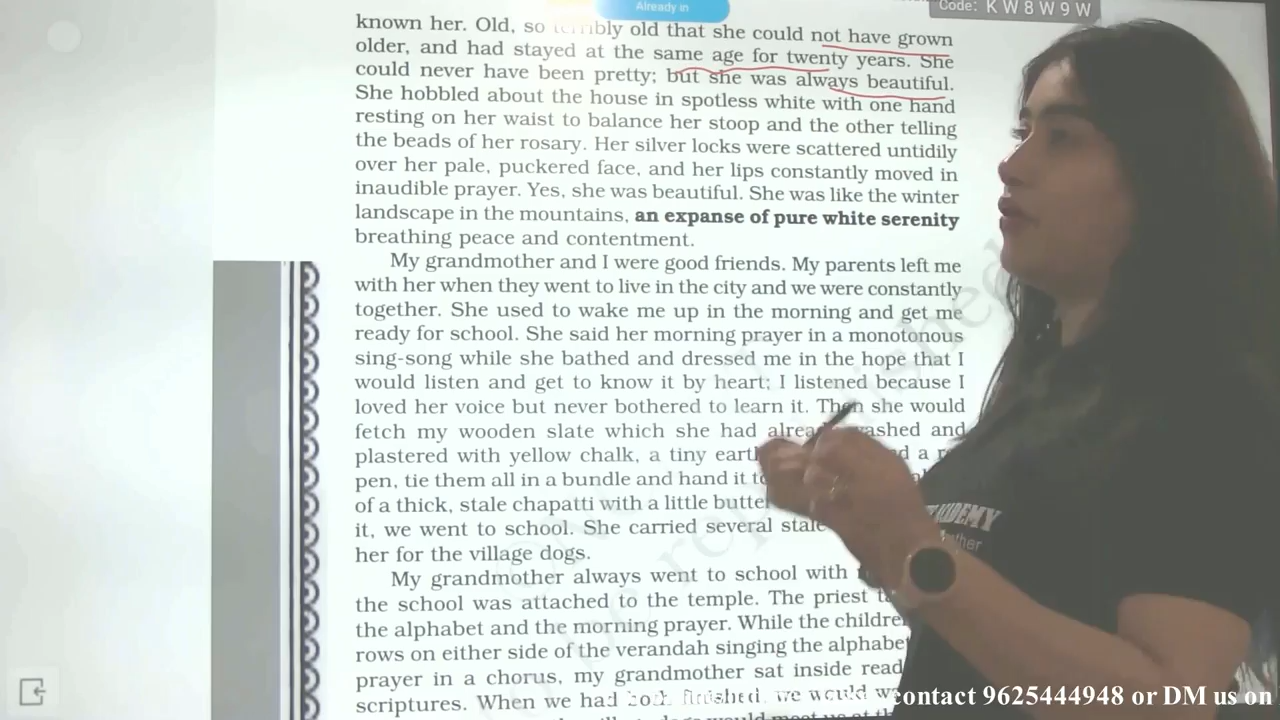 Already in
Code: K W 8 W 9 W
known her. Old, so terribly old that she could not have grown
older, and had stayed at the same age for twenty years. She
could never have been pretty; but she was always beautiful.
She hobbled about the house in spotless white with one hand
resting on her waist to balance her stoop and the other telling
the beads of her rosary. Her silver locks were scattered untidily
over her pale, puckered face, and her lips constantly moved in
inaudible prayer. Yes, she was beautiful. She was like the winter
landscape in the mountains, an expanse of pure white serenity
breathing peace and contentment.
My grandmother and I were good friends. My parents left me
with her when they went to live in the city and we were constantly
together. She used to wake me up in the morning and get me
ready for school. She said her morning prayer in a monotonous
sing-song while she bathed and dressed me in the hope that I
would listen and get to know it by heart; I listened because I
loved her voice but never bothered to learn it. Then she would
fetch my wooden slate which she had already washed and
plastered with yellow chalk, a tiny
pen, tie them all in a bundle and hand it
of a thick, stale chapatti with a little butter
it, we went to school. She carried several stale
her for the village dogs.
My grandmother always went to school with
the school was attached to the temple. The priest
the alphabet and the morning prayer. While the
rows on either side of the verandah singing the alphabet
prayer in a chorus, my grandmother sat inside
scriptures. When we had both finished, we would
contact 9625444948 or DM us on